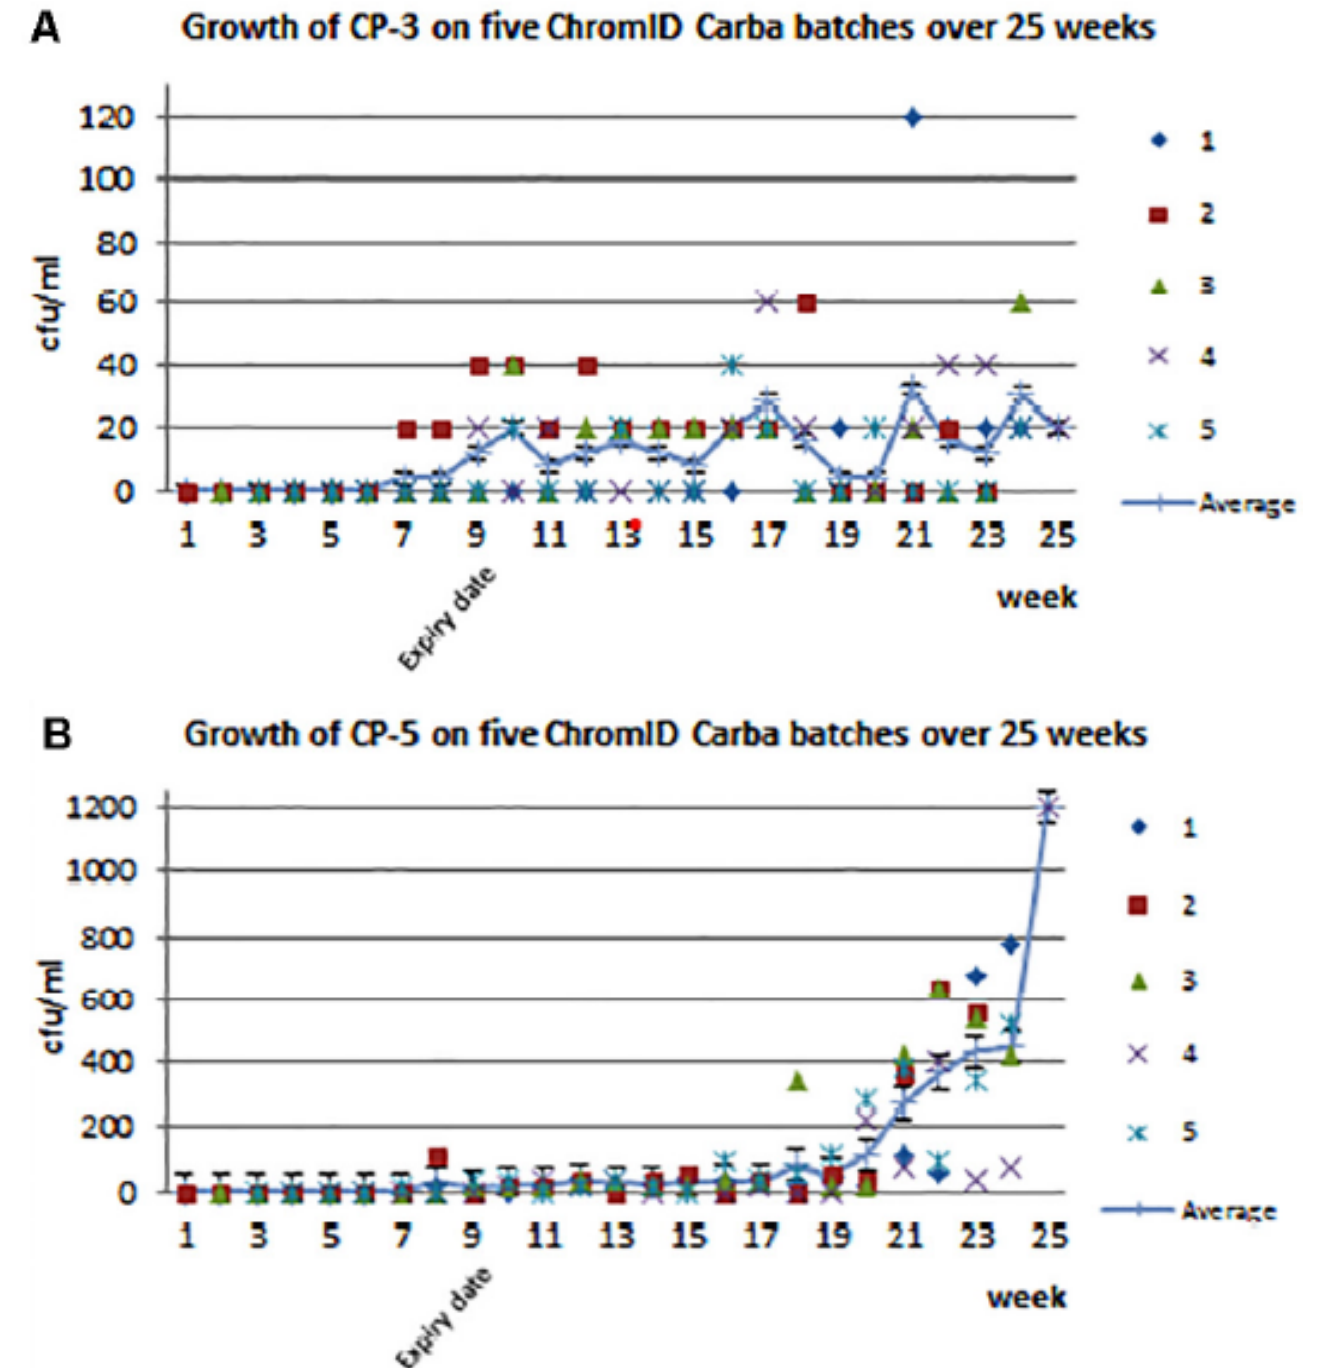 A
Growth of CP-3 on five ChromID Carba batches over 25 weeks
120
100
80
60
40
20
0
cfu/ml
1 3 5 7 9 11 13 15 17 19 21 23 25
Expiry date
week
1
2
3
4
5
Average
B
Growth of CP-5 on five ChromID Carba batches over 25 weeks
1200
1000
800
600
400
200
0
cfu/ml
1 3 5 7 9 11 13 15 17 19 21 23 25
Expiry date
week
1
2
3
4
5
Average